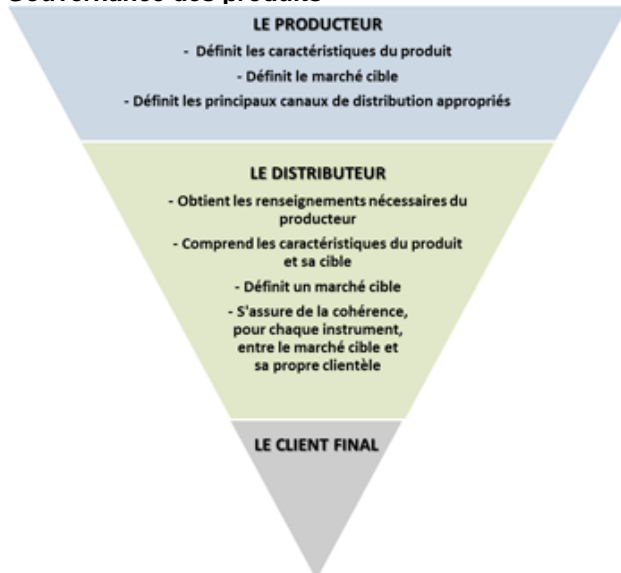 Gouvernance des produits
LE PRODUCTEUR
- Définit les caractéristiques du produit
- Définit le marché cible
- Définit les principaux canaux de distribution appropriés
LE DISTRIBUTEUR
- Obtient les renseignements nécessaires du
producteur
- Comprend les caractéristiques du produit
et sa cible
- Définit un marché cible
- S'assure de la cohérence,
pour chaque instrument,
entre le marché cible et
sa propre clientèle
LE CLIENT FINAL